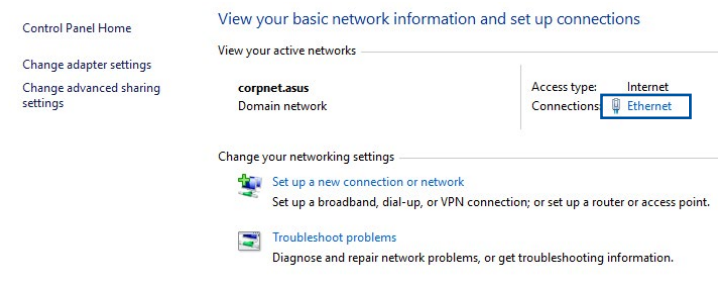 Control Panel Home
Change adapter settings
Change advanced sharing
settings
View your basic network information and set up connections
View your active networks
corpnet.asus
Domain network
Access type: Internet
Connections: Ethernet
Change your networking settings
Set up a new connection or network
Set up a broadband, dial-up, or VPN connection; or set up a router or access point.
Troubleshoot problems
Diagnose and repair network problems, or get troubleshooting information.